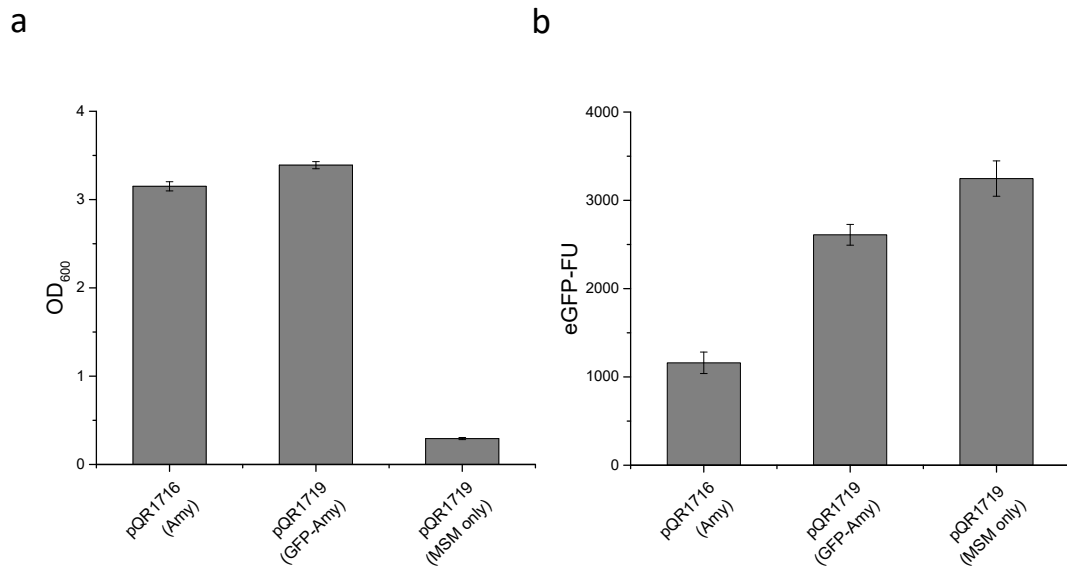 a
b
4
3
2
1
0
OD600
pQR1716
(Amy)
pQR1719
(GFP-Amy)
pQR1719
(MSM only)
4000
3000
2000
1000
0
eGFP-FU
pQR1716
(Amy)
pQR1719
(GFP-Amy)
pQR1719
(MSM only)